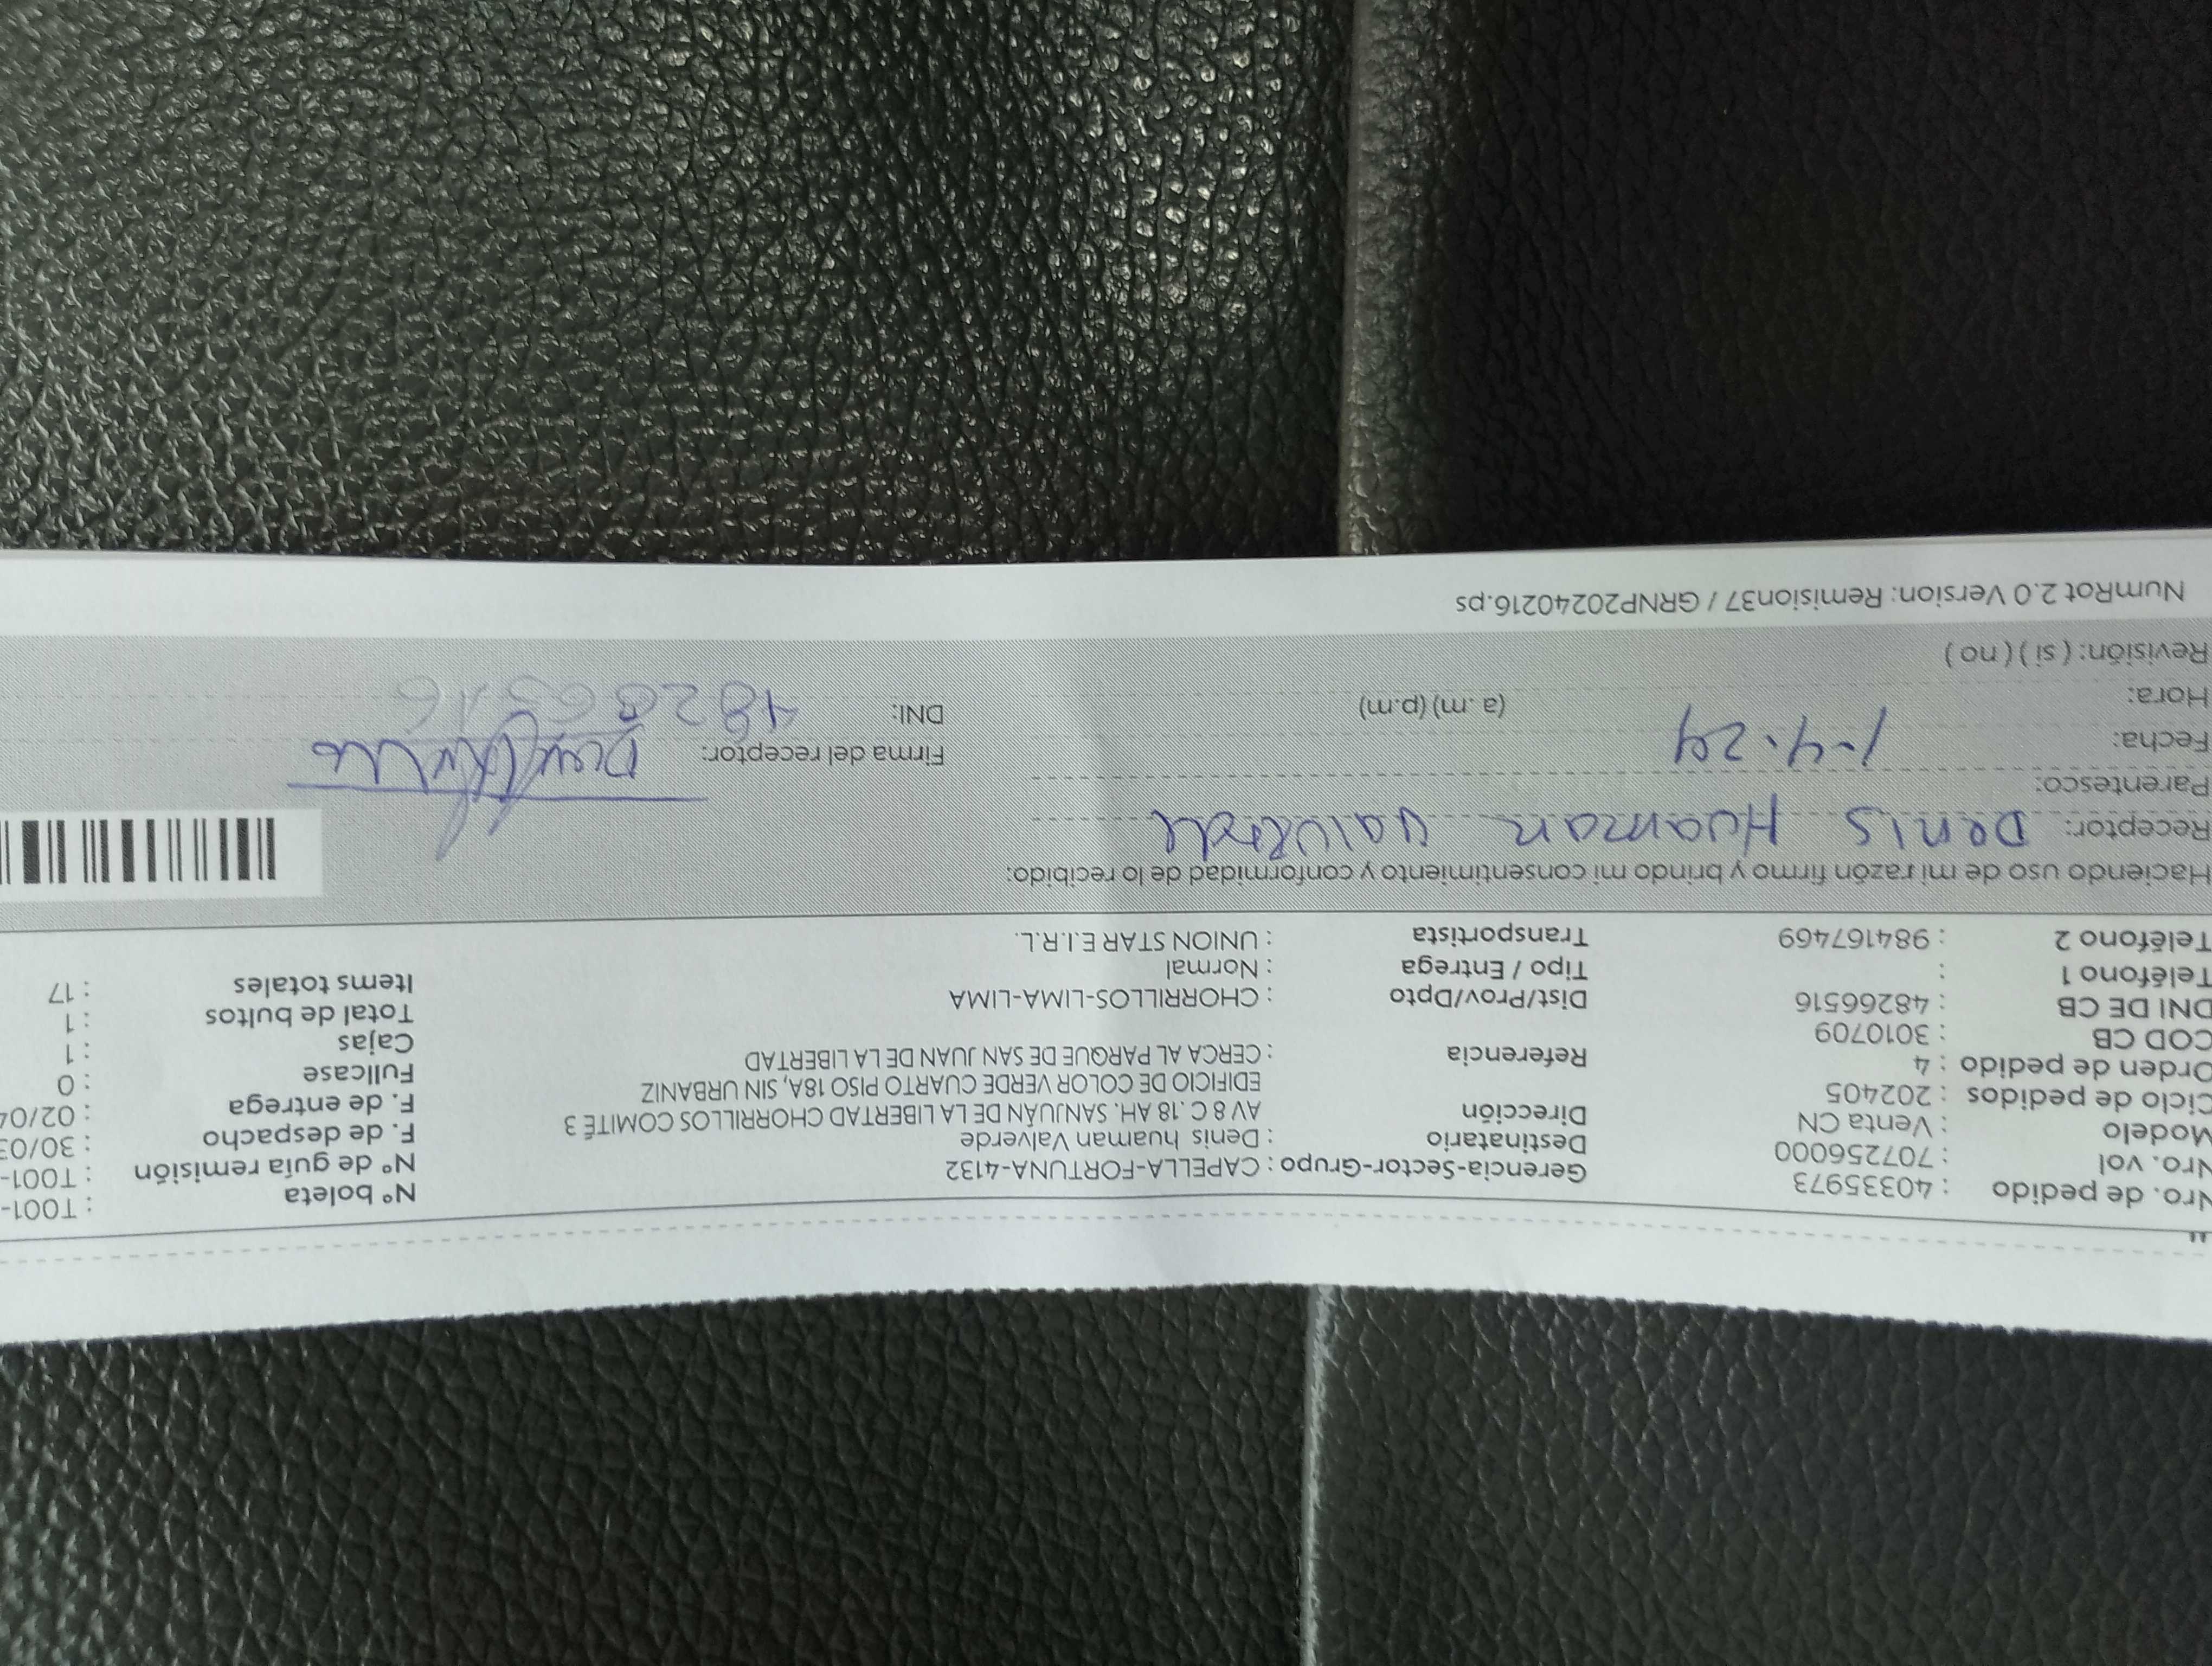 Nro. de pedido : 40335973
Nro. vol : 707256000
Modelo : Venta CN
Ciclo de pedidos : 202405
Orden de pedido : 4
COD CB : 3010709
DNI DE CB : 48266516
Teléfono 1 :
Teléfono 2 : 984167469
Gerencia-Sector-Grupo : CAPELLA-FORTUNA-4132
Destinatario : Denis huaman Valverde
Dirección AV 8 C .18 AH. SANJUÁN DE LA LIBERTAD CHORRILLOS COMITÉ 3
EDIFICIO DE COLOR VERDE CUARTO PISO 18A, SIN URBANIZ
Referencia : CERCA AL PARQUE DE SAN JUAN DE LA LIBERTAD
Dist/Prov/Dpto : CHORRILLOS-LIMA-LIMA
Tipo / Entrega : Normal
Transportista : UNION STAR E.I.R.L.
Nº boleta : T001-
Nº de guía remisión : T001-
F. de despacho : 30/03
F. de entrega : 02/04
Fullcase : 0
Cajas : 1
Total de bultos : 1
Items totales : 17
Haciendo uso de mi razón firmo y brindo mi consentimiento y conformidad de lo recibido:
Receptor: Denis Huaman Valverde
Parentesco:
Fecha: 1-4.24
Hora: (a .m) (p.m)
Revisión: ( si ) ( no )
Firma del receptor:
DNI: 48266516
NumRot 2.0 Version: Remision37 / GRNP20240216.ps